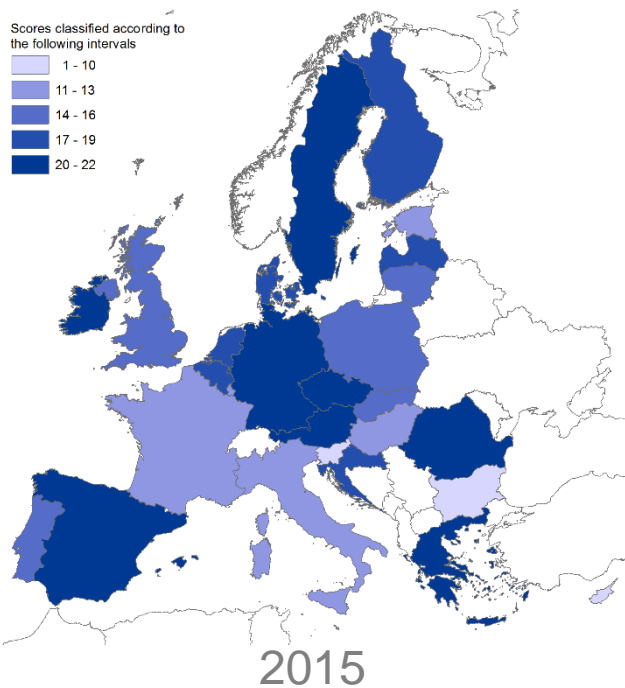 Scores classified according to
the following intervals
1 - 10
11 - 13
14 - 16
17 - 19
20 - 22
2015